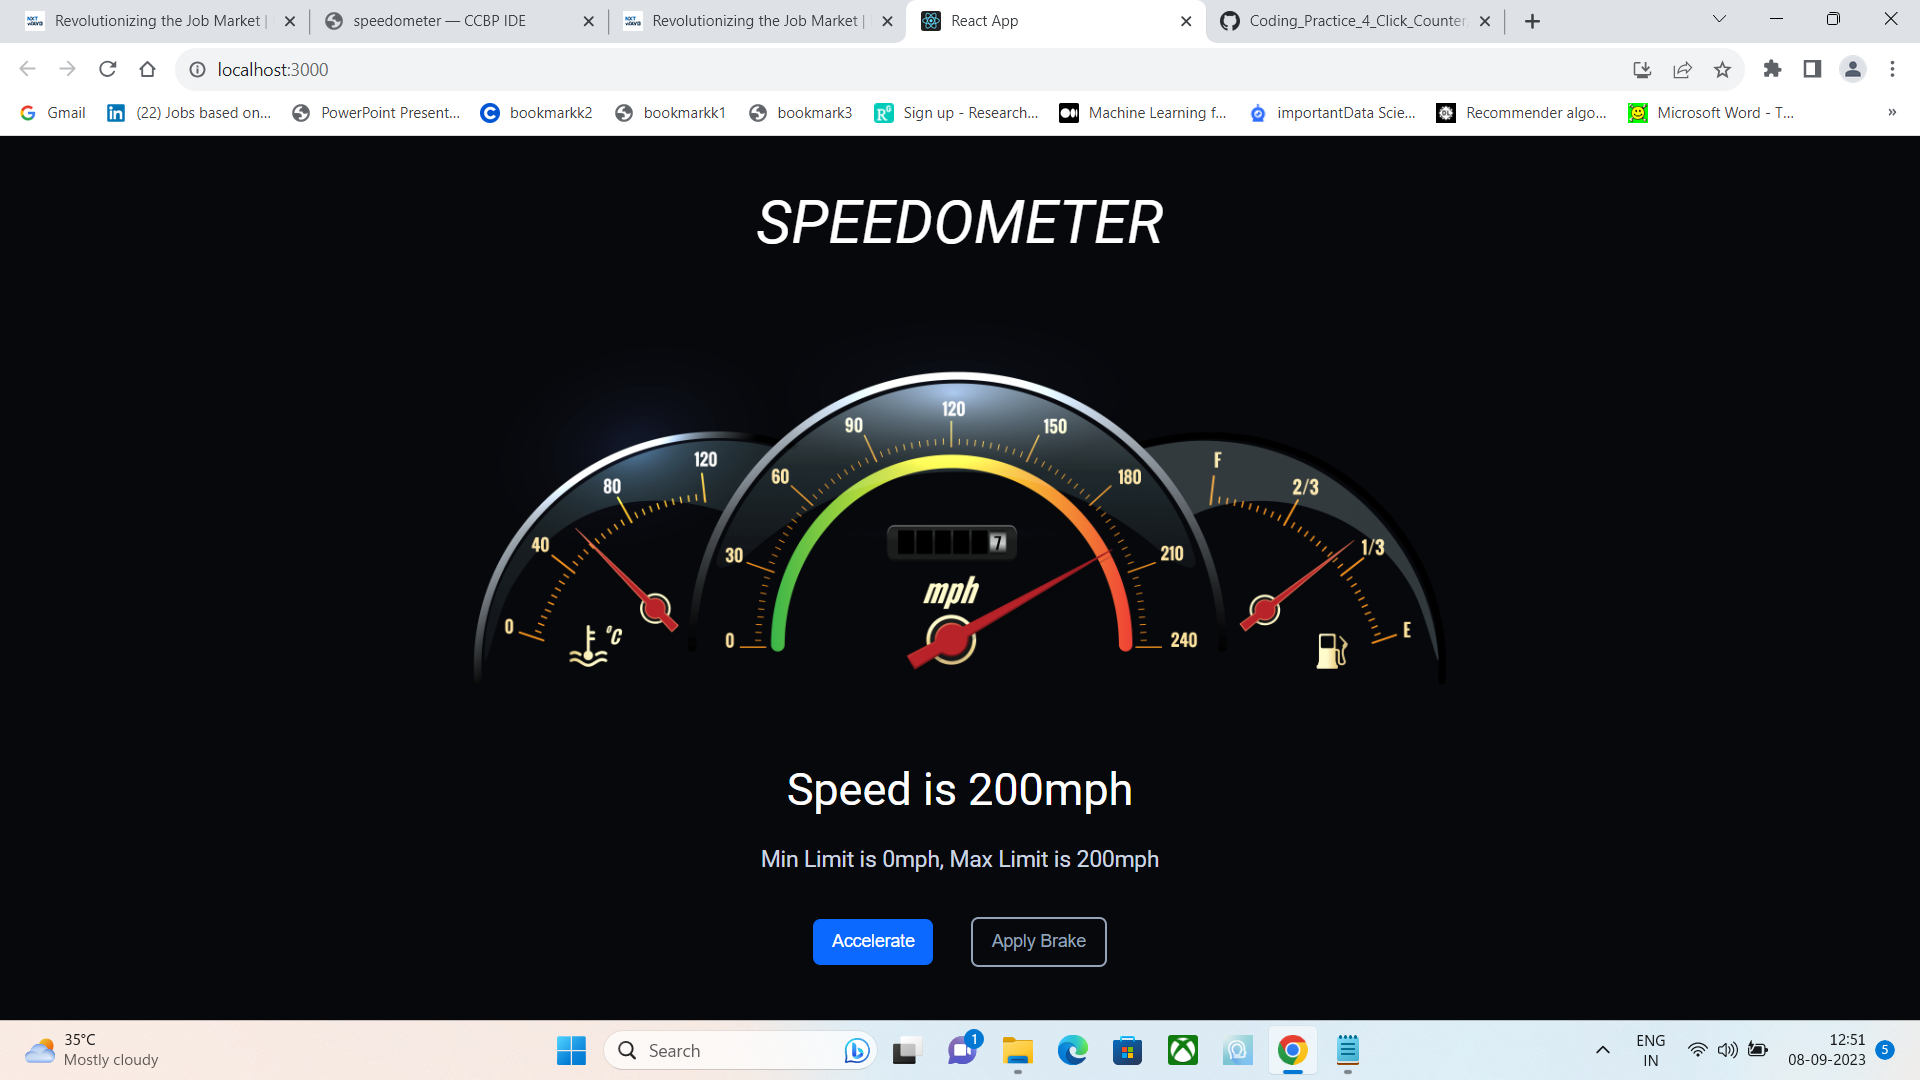 Revolutionizing the Job Market |
speedometer — CCBP IDE
Revolutionizing the Job Market |
React App
Coding_Practice_4_Click_Counter
localhost:3000
Gmail
(22) Jobs based on...
PowerPoint Present...
bookmarkk2
bookmarkk1
bookmark3
Sign up - Research...
Machine Learning f...
importantData Scie...
Recommender algo...
Microsoft Word - T...
»
SPEEDOMETER
0
40
80
120
°C
0
30
60
90
120
150
180
210
240
7
mph
F
2/3
1/3
E
Speed is 200mph
Min Limit is 0mph, Max Limit is 200mph
Accelerate
Apply Brake
35°C
Mostly cloudy
Search
1
ENG
IN
12:51
08-09-2023
5